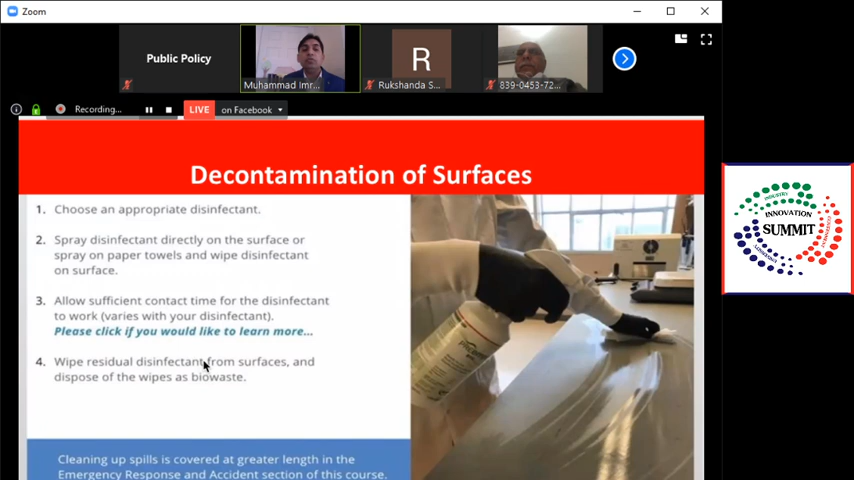 Zoom
Public Policy
Muhammad Imr...
R
Rukshanda S...
839-0453-72...
Recording...
LIVE
on Facebook
Decontamination of Surfaces
1. Choose an appropriate disinfectant.
2. Spray disinfectant directly on the surface or
spray on paper towels and wipe disinfectant
on surface.
3. Allow sufficient contact time for the disinfectant
to work (varies with your disinfectant).
Please click if you would like to learn more...
4. Wipe residual disinfectant from surfaces, and
dispose of the wipes as biowaste.
Cleaning up spills is covered at greater length in the
Emergency Response and Accident section of this course.
INDUSTRY
INNOVATION
SUMMIT